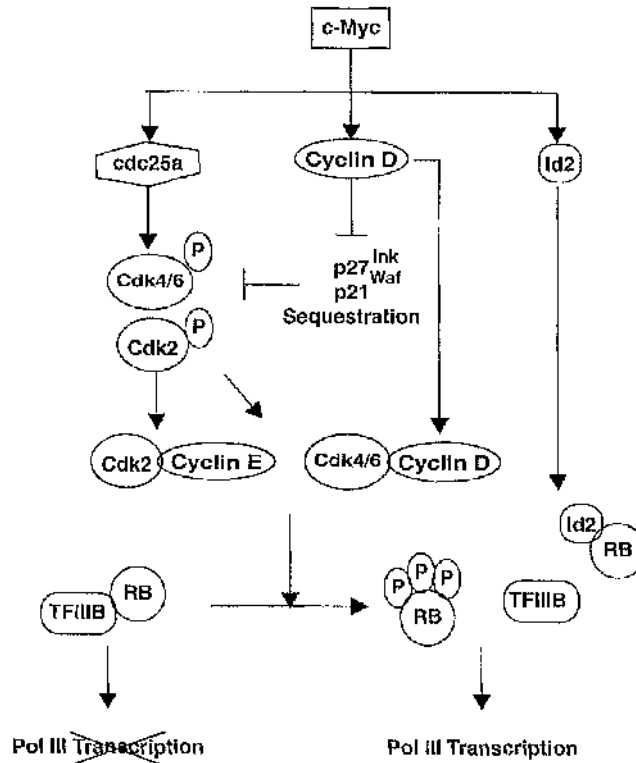 c-Myc
cdc25a
Cyclin D
Id2
P
Cdk4/6
p27 Ink
Waf
p21
Sequestration
P
Cdk2
Cdk2
Cyclin E
Cdk4/6
Cyclin D
Id2
RB
TFIIIB
RB
P
P
P
RB
TFIIIB
Pol III Transcription
Pol III Transcription